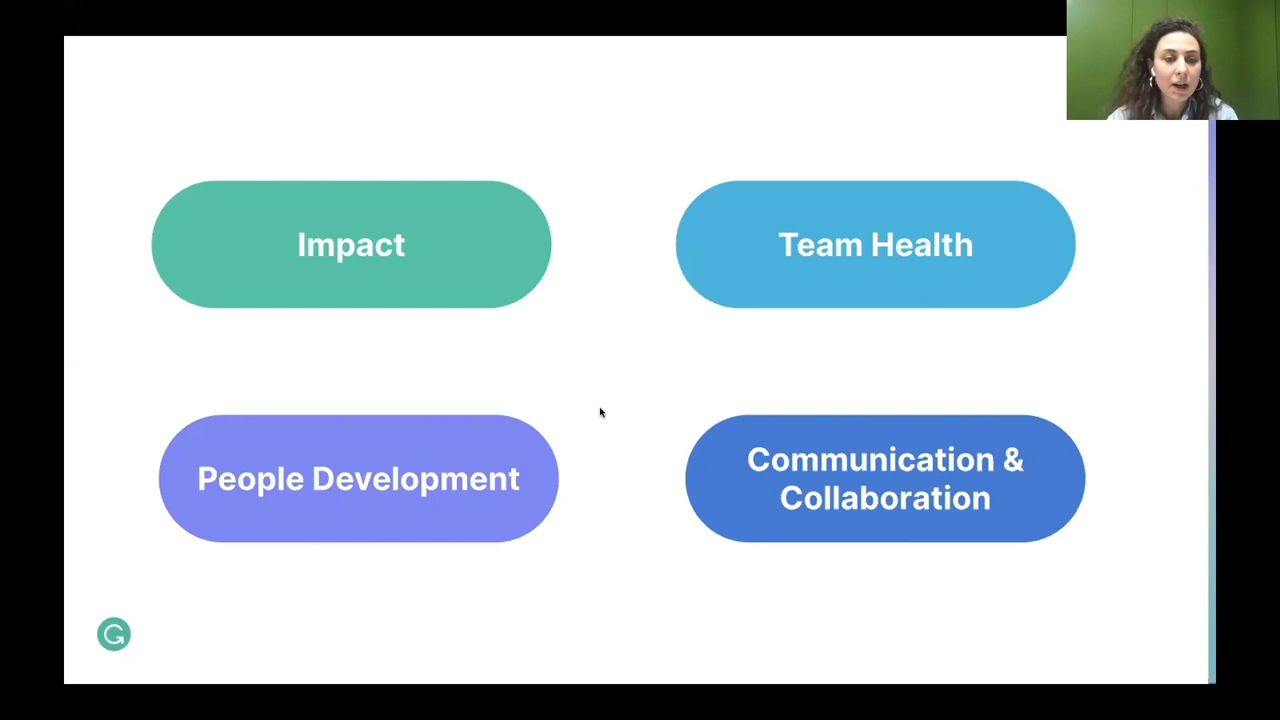 Impact
Team Health
People Development
Communication &
Collaboration